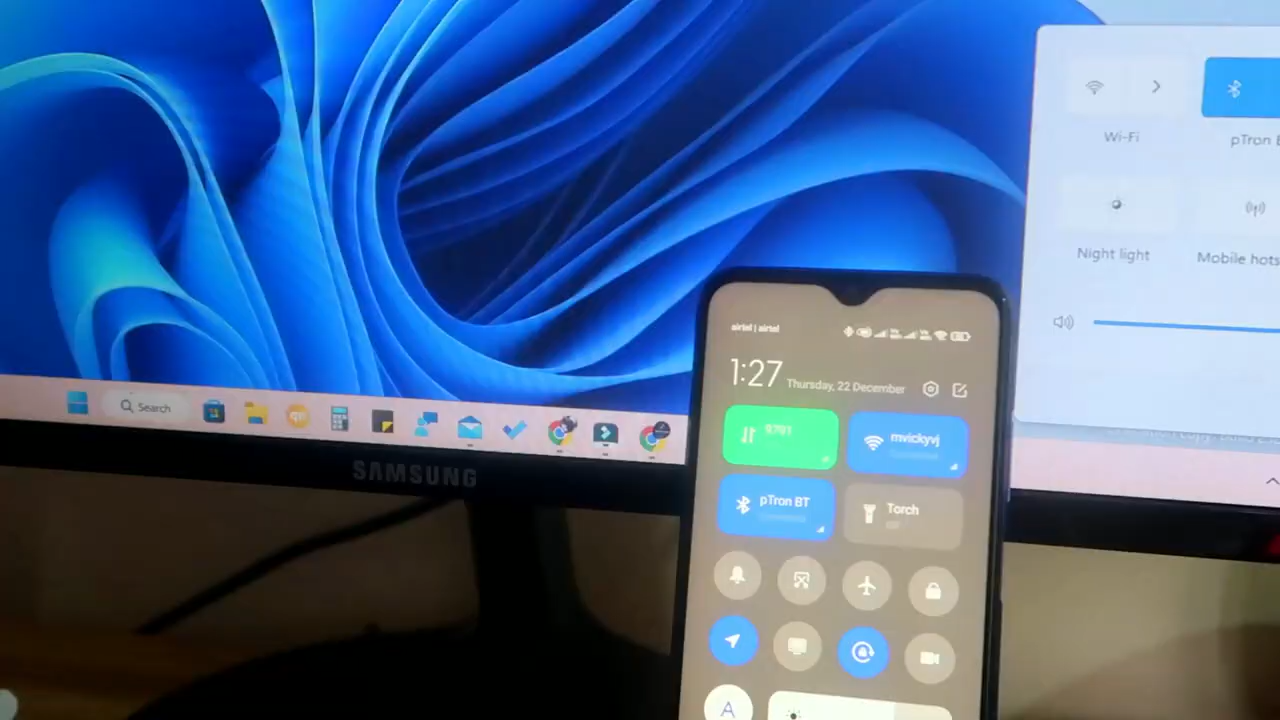 Wi-Fi
pTron
Night light
Mobile hots
Search
SAMSUNG
airtel | airtel
1:27
Thursday, 22 December
9791
mvickyvj
pTron BT
Torch
A